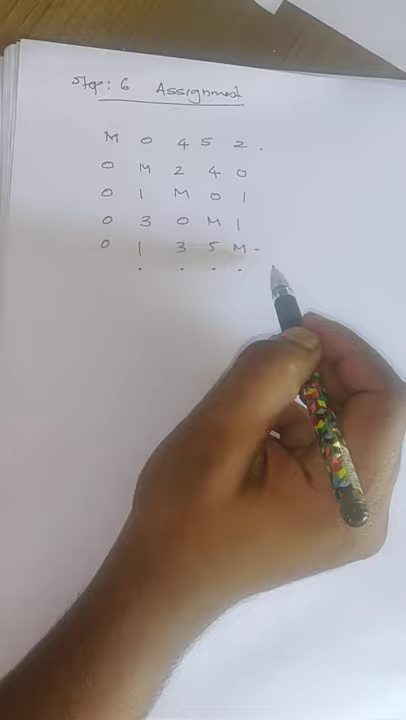 Step: 6 Assignment
M 0 4 5 2 .
0 M 2 4 0
0 1 M 0 1
0 3 0 M 1
0 1 3 5 M -
. . . .